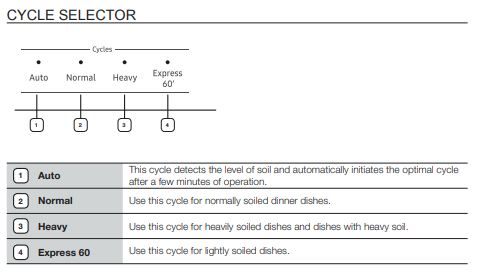 CYCLE SELECTOR
Cycles
Auto Normal Heavy Express
60'
1 2 3 4
1 Auto This cycle detects the level of soil and automatically initiates the optimal cycle
after a few minutes of operation.
2 Normal Use this cycle for normally soiled dinner dishes.
3 Heavy Use this cycle for heavily soiled dishes and dishes with heavy soil.
4 Express 60 Use this cycle for lightly soiled dishes.